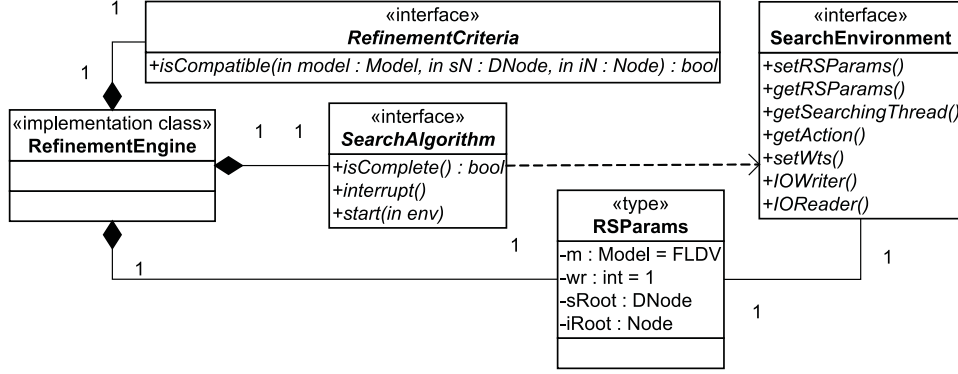 1
«interface»
RefinementCriteria
+isCompatible(in model : Model, in sN : DNode, in iN : Node) : bool
1
«interface»
SearchEnvironment
+setRSParams()
+getRSParams()
+getSearchingThread()
+getAction()
+setWts()
+IOWriter()
+IOReader()
«implementation class»
RefinementEngine
1
1
«interface»
SearchAlgorithm
+isComplete() : bool
+interrupt()
+start(in env)
1
1
«type»
RSParams
-m : Model = FLDV
-wr : int = 1
-sRoot : DNode
-iRoot : Node
1
1